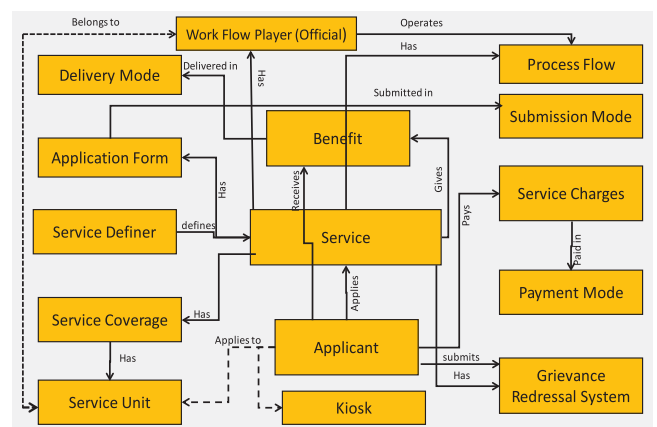 Belongs to
Work Flow Player (Official)
Operates
Has
Process Flow
Delivery Mode
Delivered in
Has
Submitted in
Submission Mode
Benefit
Application Form
Has
Receives
Gives
Service Charges
Service Definer
defines
Service
Pays
Paid in
Payment Mode
Applies
Service Coverage
Has
Has
Applies to
Applicant
submits
Has
Grievance
Redressal System
Service Unit
Kiosk